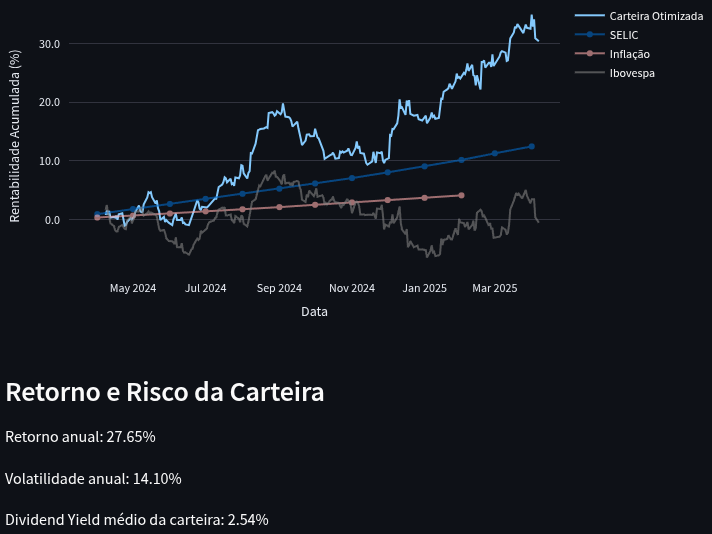 Rentabilidade Acumulada (%)
30.0
20.0
10.0
0.0
May 2024 Jul 2024 Sep 2024 Nov 2024 Jan 2025 Mar 2025
Data
Carteira Otimizada
SELIC
Inflação
Ibovespa
Retorno e Risco da Carteira
Retorno anual: 27.65%
Volatilidade anual: 14.10%
Dividend Yield médio da carteira: 2.54%